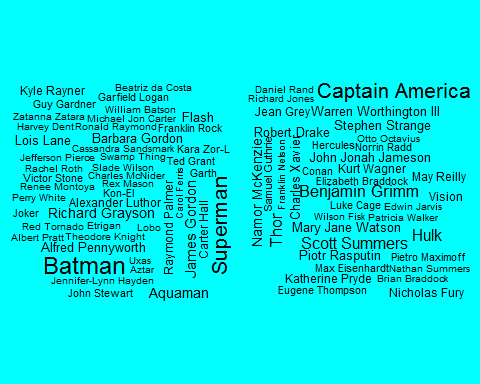 Kyle Rayner
Beatriz da Costa
Garfield Logan
Guy Gardner
William Batson
Zatanna Zatara
Michael Jon Carter
Flash
Harvey Dent
Ronald Raymond
Franklin Rock
Lois Lane
Barbara Gordon
Cassandra Sandsmark
Kara Zor-L
Jefferson Pierce
Swamp Thing
Ted Grant
Rachel Roth
Slade Wilson
Garth
Victor Stone
Charles McNider
Renee Montoya
Rex Mason
Kon-El
Perry White
Alexander Luthor
Joker
Richard Grayson
Red Tornado
Etrigan
Lobo
Albert Pratt
Theodore Knight
Alfred Pennyworth
Batman
Uxas
Aztar
Jennifer-Lynn Hayden
John Stewart
Aquaman
Raymond Palmer
Carol Ferris
James Gordon
Carter Hall
Superman
Daniel Rand
Richard Jones
Captain America
Jean Grey
Warren Worthington III
Stephen Strange
Robert Drake
Otto Octavius
Hercules
Norrin Radd
John Jonah Jameson
Conan
Kurt Wagner
Elizabeth Braddock
May Reilly
Benjamin Grimm
Vision
Luke Cage
Edwin Jarvis
Wilson Fisk
Patricia Walker
Mary Jane Watson
Hulk
Scott Summers
Piotr Rasputin
Pietro Maximoff
Max Eisenhardt
Nathan Summers
Katherine Pryde
Brian Braddock
Eugene Thompson
Nicholas Fury
Namor McKenzie
Samuel Guthrie
Thor
Franklin Nelson
Charles Xavier